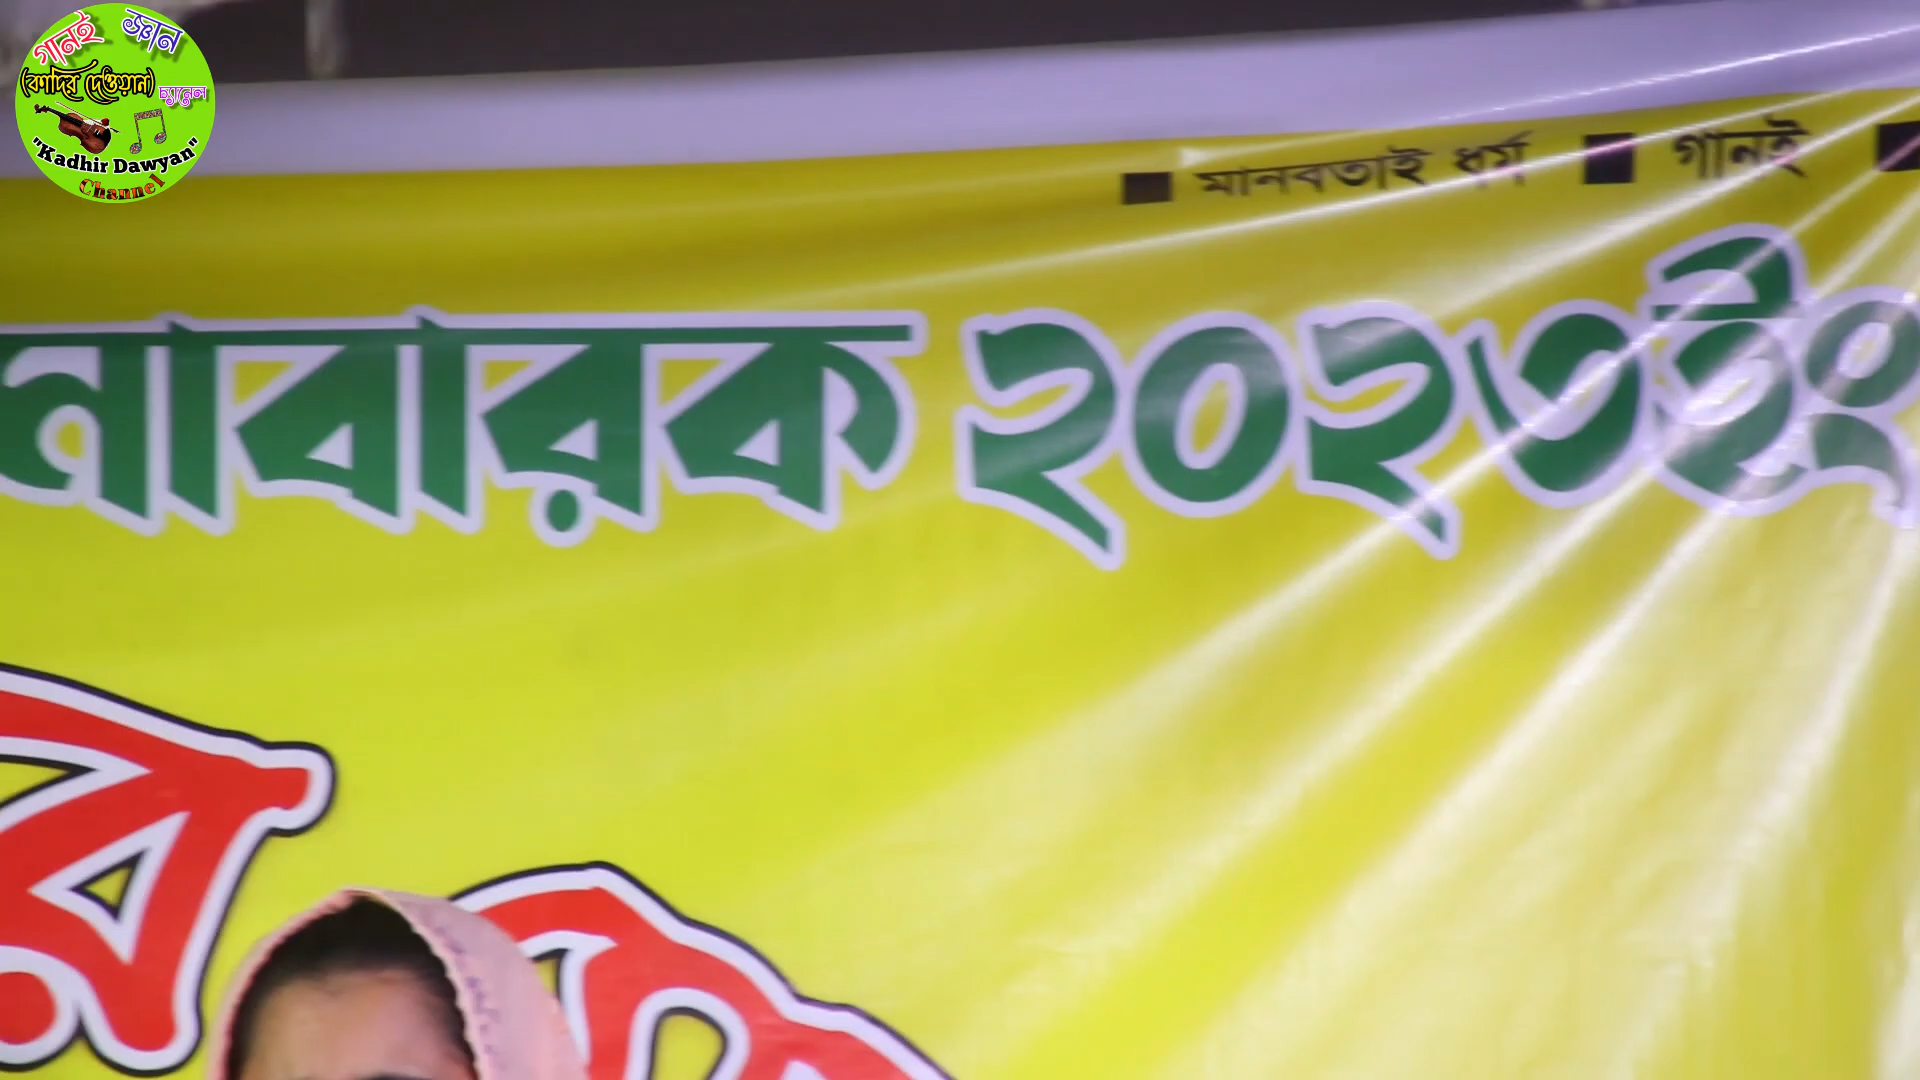 গানই জ্ঞান
(কাদির দেওয়ান)
চ্যানেল
"Kadhir Dawyan"
Channel
■ মানবতাই ধর্ম ■ গানই ■
মোবারক ২০২৩ইং